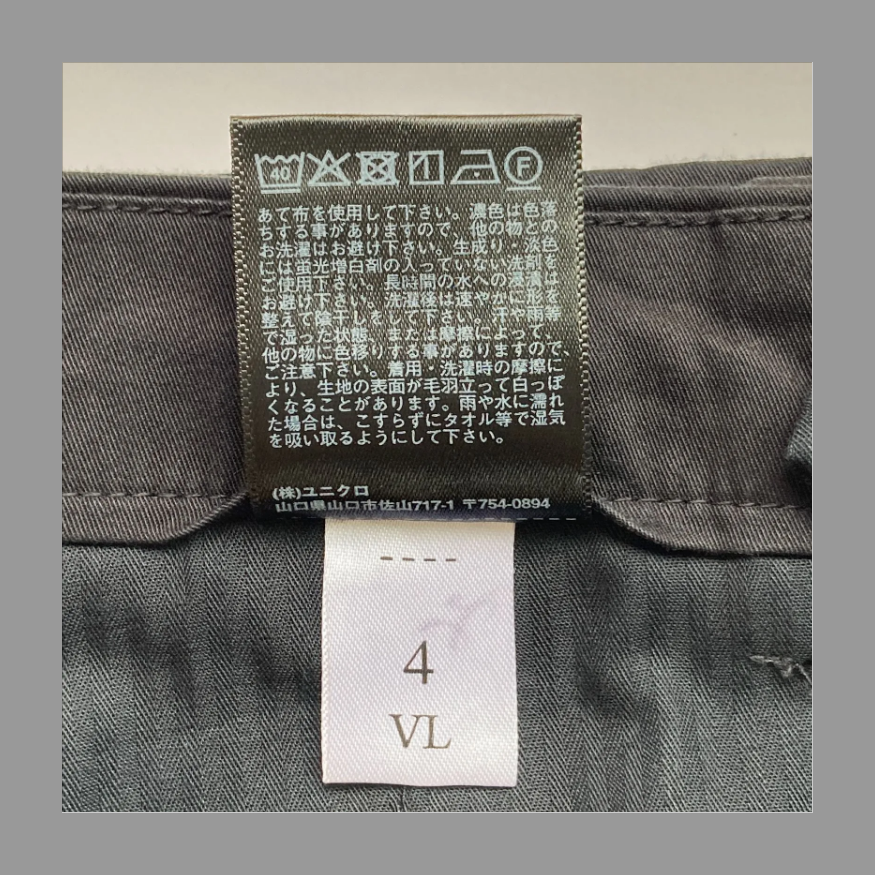 40
F
あて布を使用して下さい。濃色は色落
ちする事がありますので、他の物との
お洗濯はお避け下さい。生成り・淡色
には蛍光増白剤の入っていない洗剤を
ご使用下さい。長時間の水への浸漬は
お避け下さい。洗濯後は速やかに形を
整えて陰干しをして下さい。汗や雨等
で湿った状態、または摩擦によって、
他の物に色移りする事がありますので、
ご注意下さい。着用・洗濯時の摩擦に
より、生地の表面が毛羽立って白っぽ
くなることがあります。雨や水に濡れ
た場合は、こすらずにタオル等で湿気
を吸い取るようにして下さい。
(株)ユニクロ
山口県山口市佐山717-1 〒754-0894
4
VL